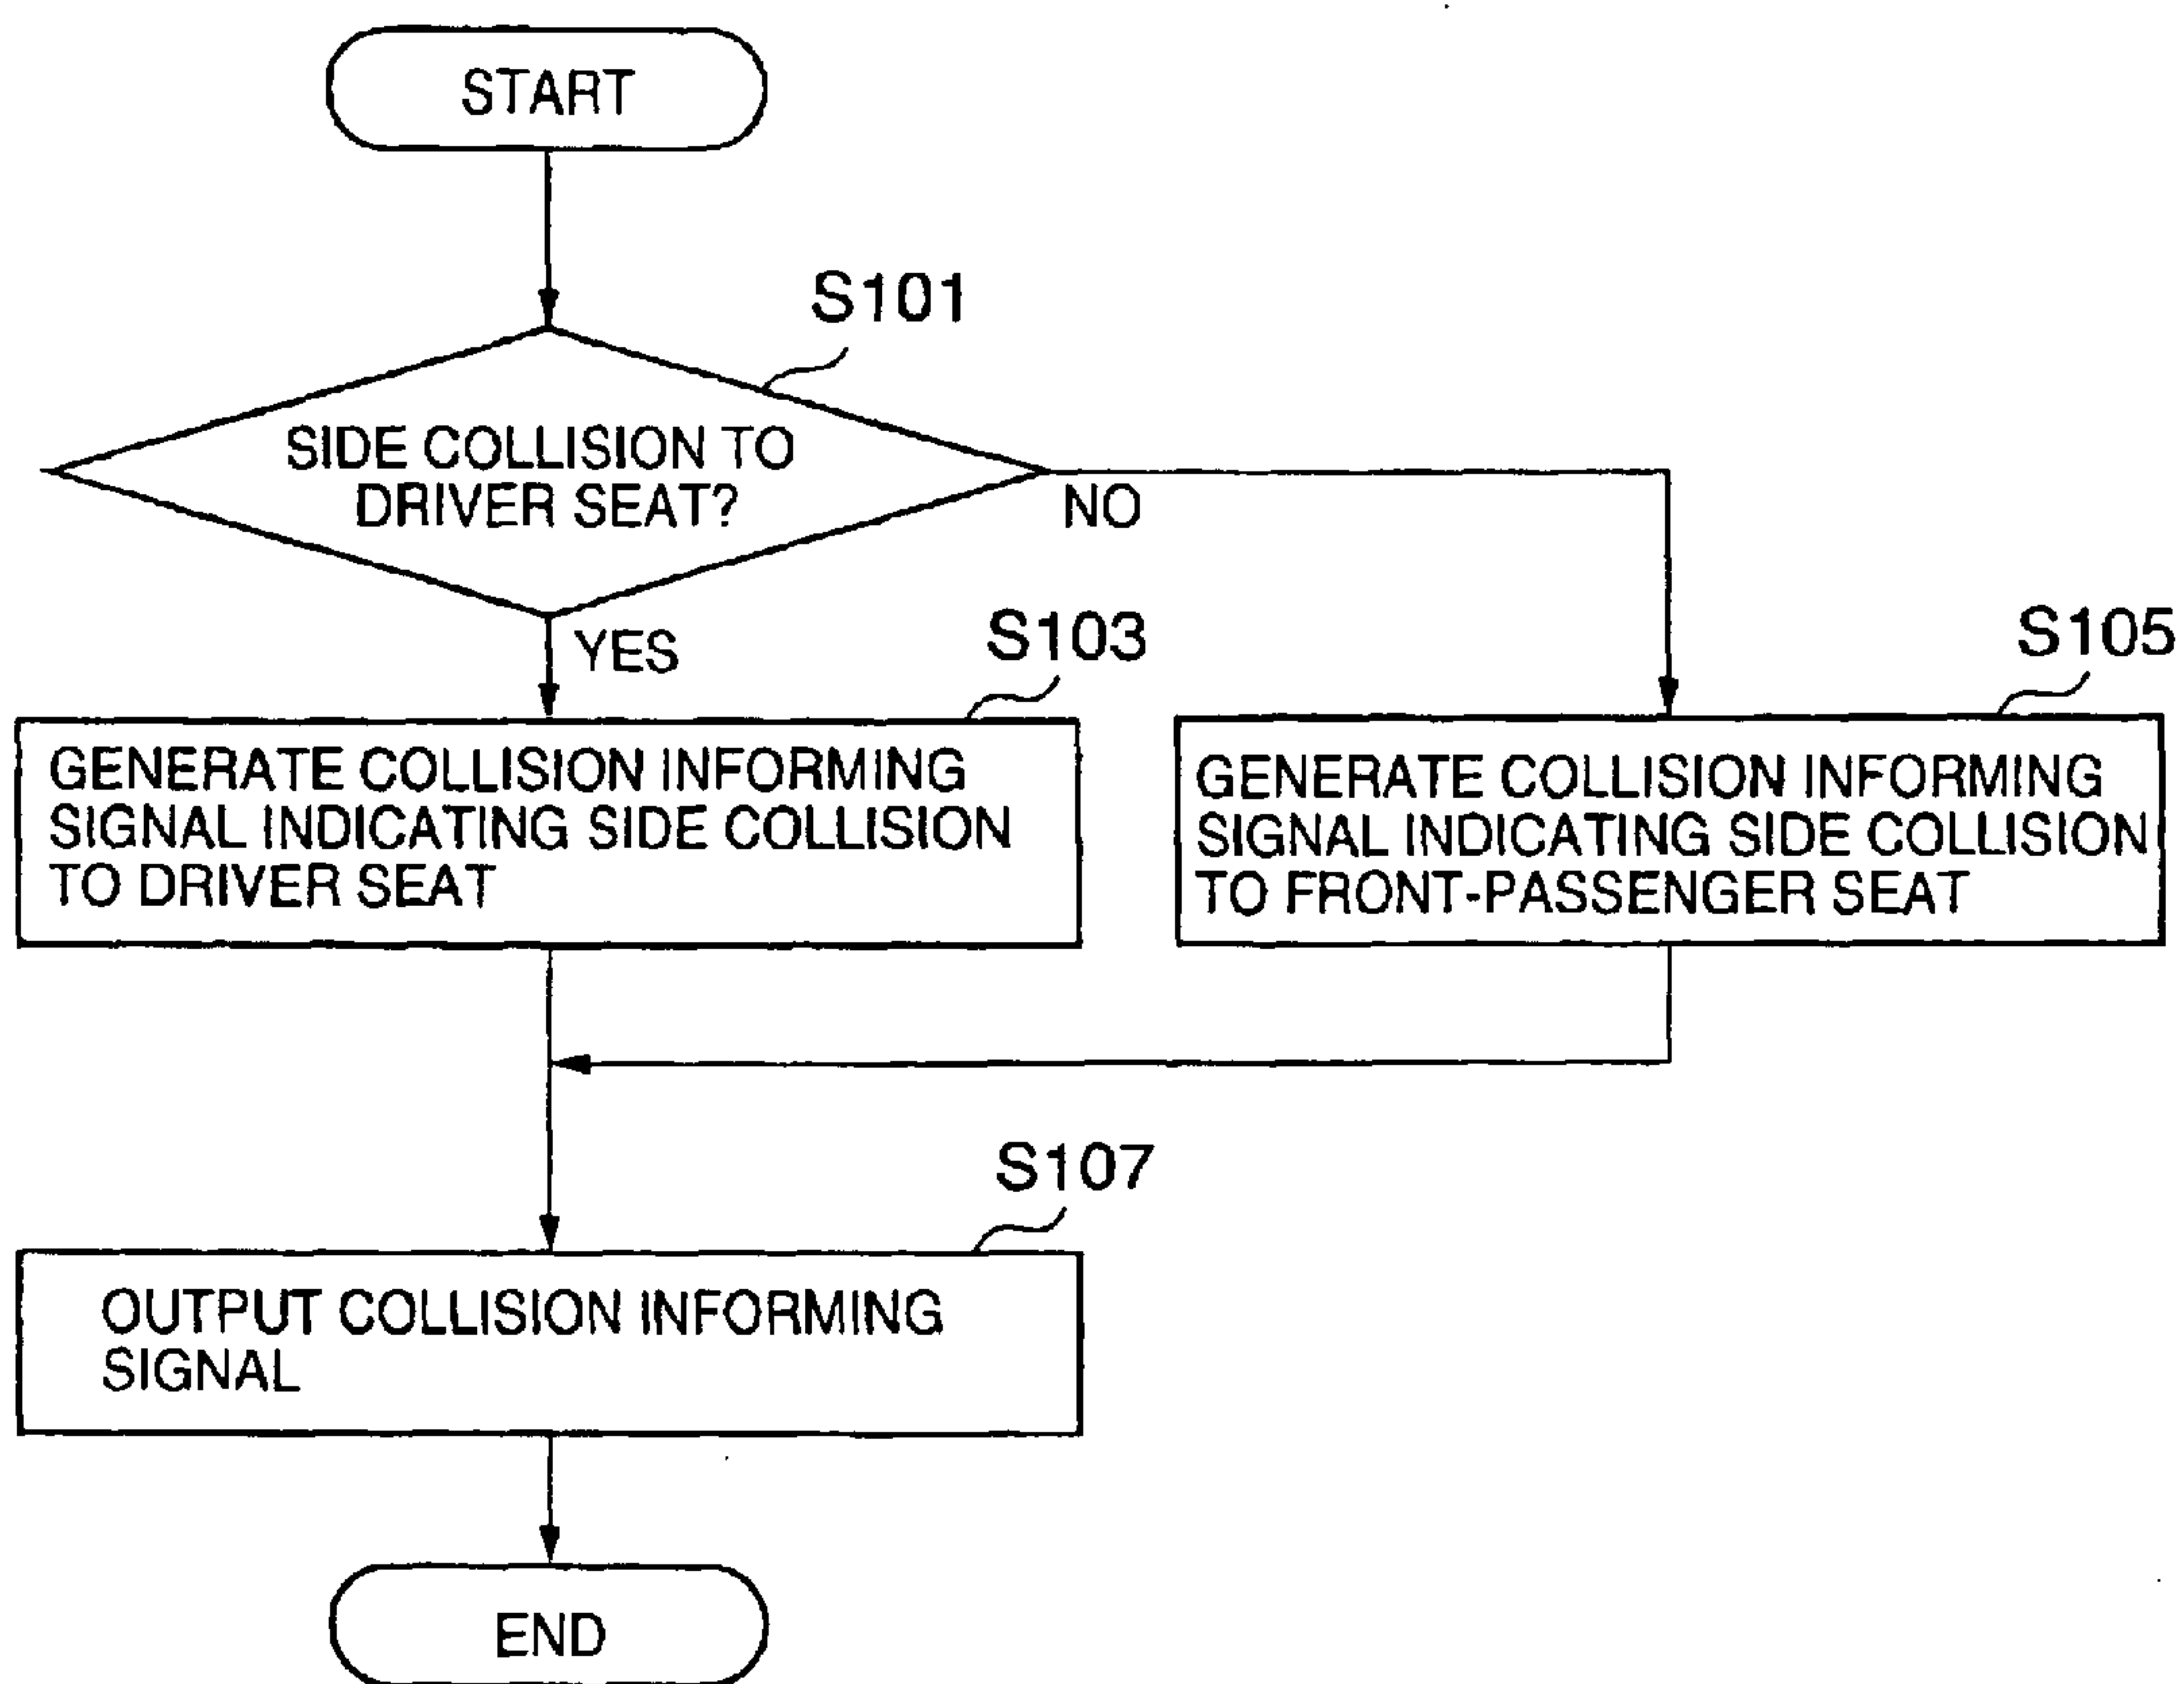 START
S101
SIDE COLLISION TO
DRIVER SEAT?
NO
YES
S103
S105
GENERATE COLLISION INFORMING
SIGNAL INDICATING SIDE COLLISION
TO DRIVER SEAT
GENERATE COLLISION INFORMING
SIGNAL INDICATING SIDE COLLISION
TO FRONT-PASSENGER SEAT
S107
OUTPUT COLLISION INFORMING
SIGNAL
END